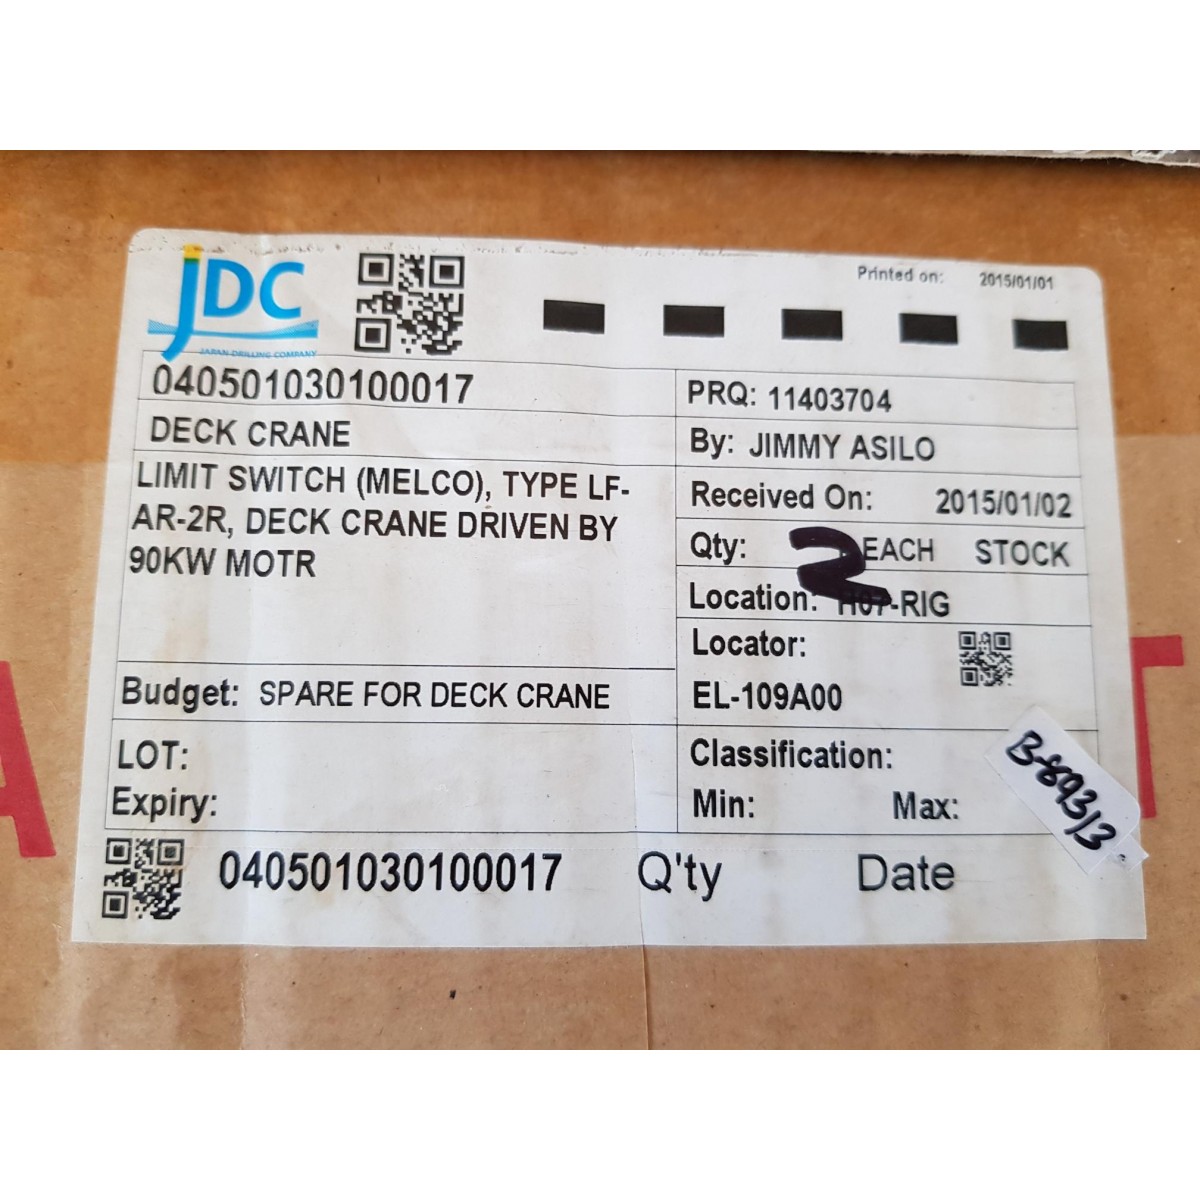 JDC
JAPAN DRILLING COMPANY
Printed on: 2015/01/01
040501030100017
DECK CRANE
LIMIT SWITCH (MELCO), TYPE LF-
AR-2R, DECK CRANE DRIVEN BY
90KW MOTR
Budget: SPARE FOR DECK CRANE
LOT:
Expiry:
PRQ: 11403704
By: JIMMY ASILO
Received On: 2015/01/02
Qty: 2 EACH STOCK
Location: H07-RIG
Locator:
EL-109A00
Classification:
Min: Max:
B-893/3
040501030100017 Q'ty Date
A
T